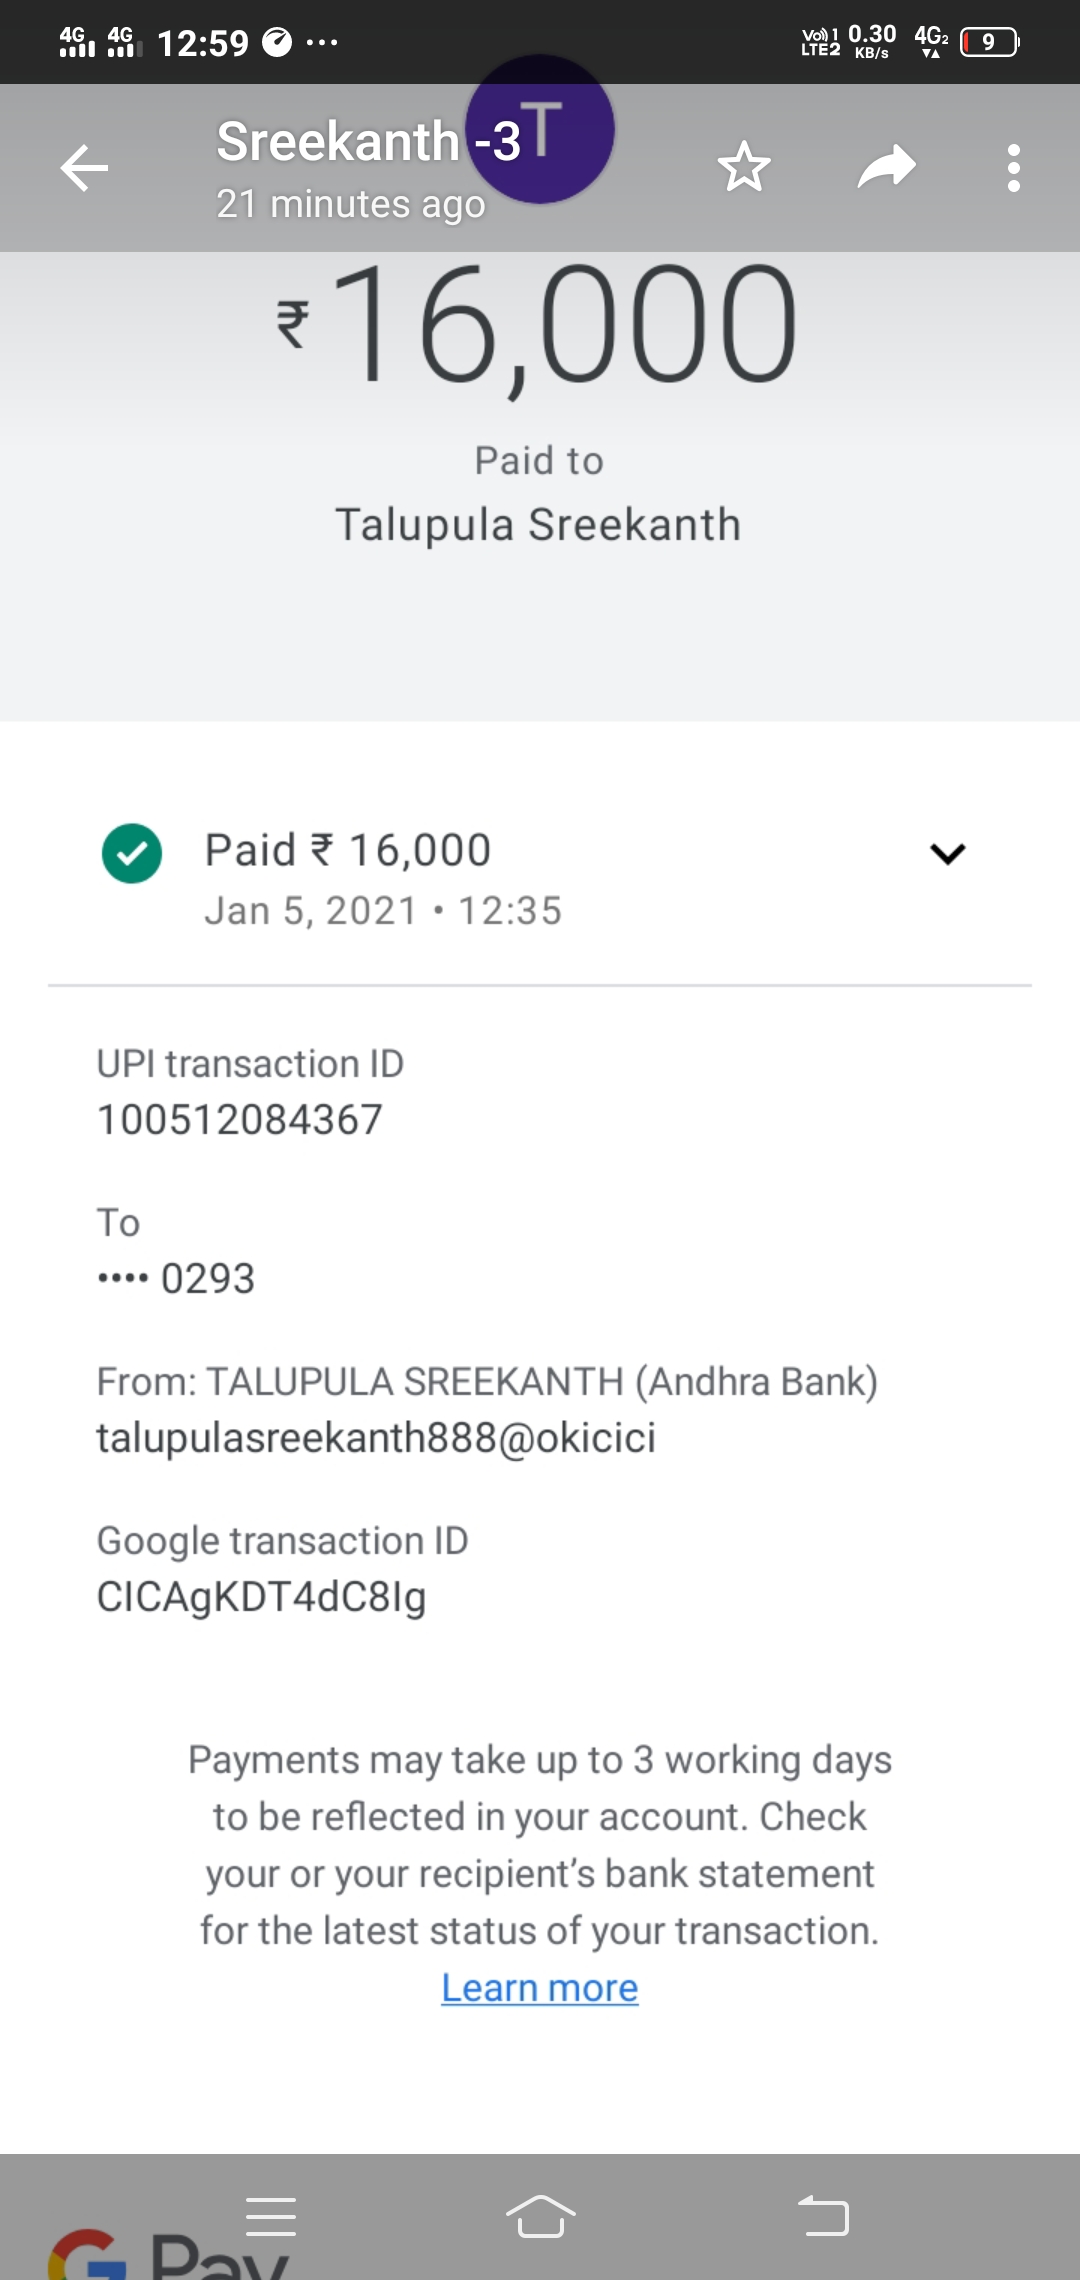 4G 4G 12:59 ...
Vo)) 1 LTE2 0.30 KB/s 4G2 9
T
Sreekanth -3
21 minutes ago
₹16,000
Paid to
Talupula Sreekanth
Paid ₹ 16,000
Jan 5, 2021 • 12:35
UPI transaction ID
100512084367
To
•••• 0293
From: TALUPULA SREEKANTH (Andhra Bank)
talupulasreekanth888@okicici
Google transaction ID
CICAgKDT4dC8Ig
Payments may take up to 3 working days
to be reflected in your account. Check
your or your recipient's bank statement
for the latest status of your transaction.
Learn more
G Pay